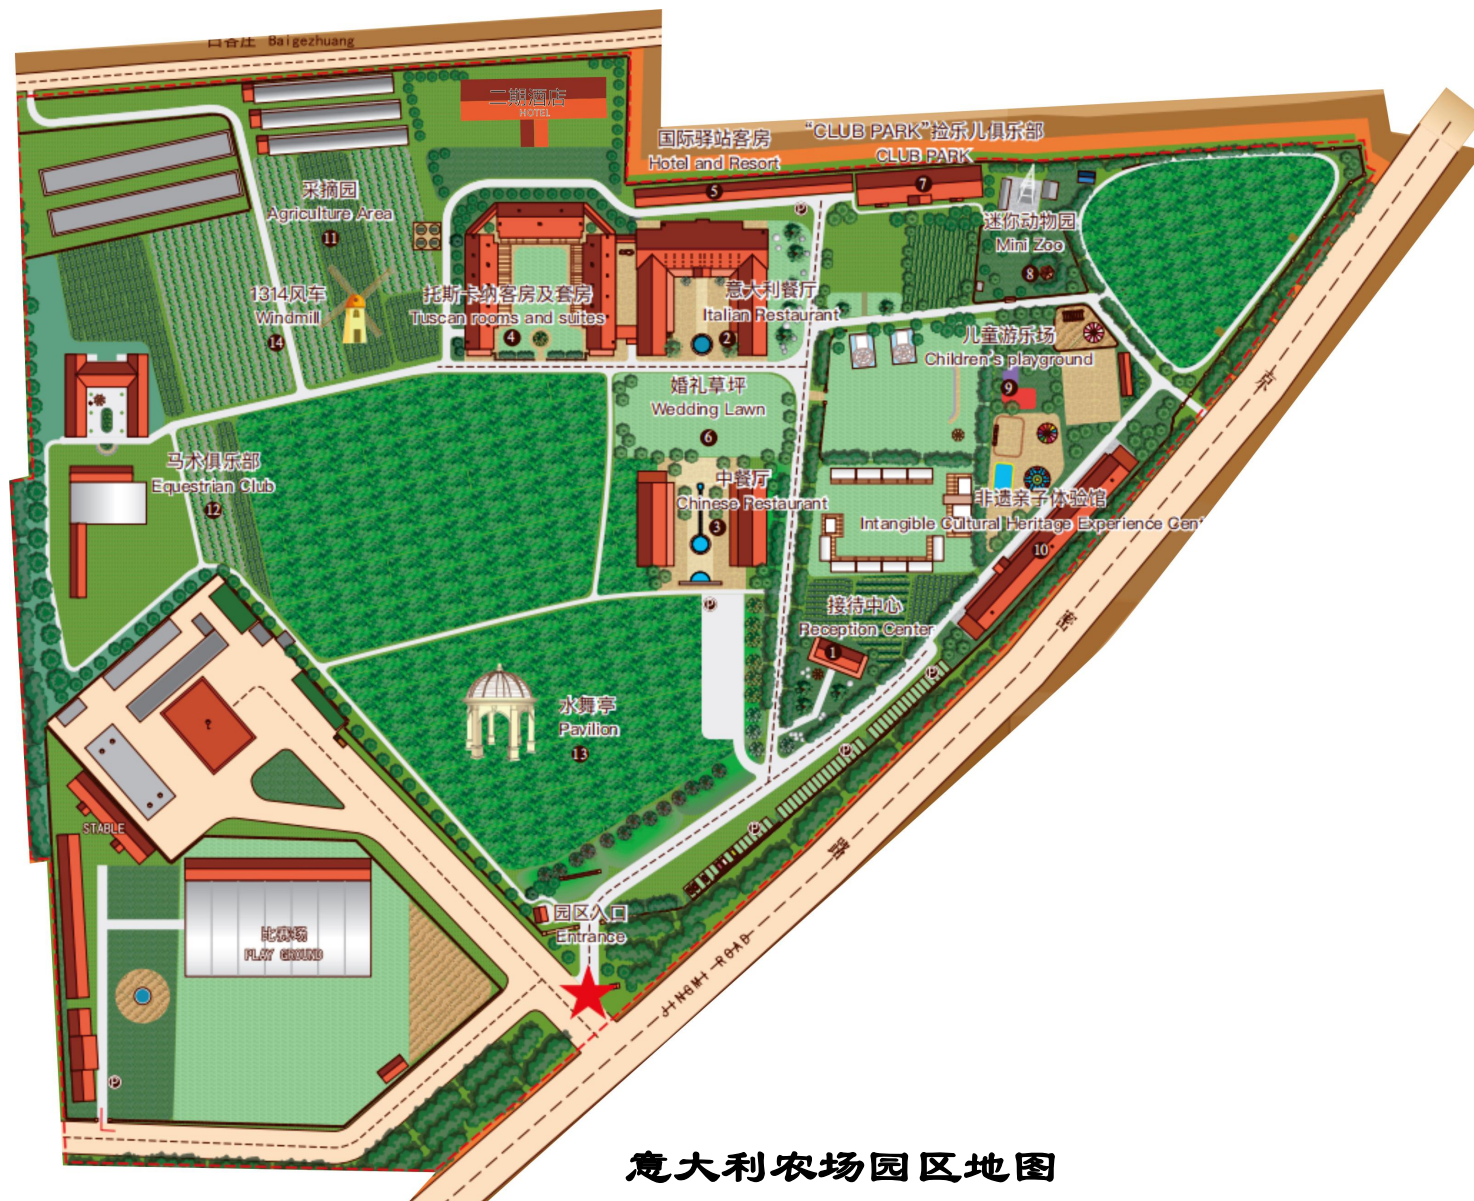 白各庄 Baigezhuang
二期酒店
HOTEL
国际驿站客房
Hotel and Resort
5
“CLUB PARK”捡乐儿俱乐部
CLUB PARK
7
采摘园
Agriculture Area
11
迷你动物园
Mini Zoo
8
1314风车
Windmill
14
托斯卡纳客房及套房
Tuscan rooms and suites
4
意大利餐厅
Italian Restaurant
2
儿童游乐场
Children's playground
9
婚礼草坪
Wedding Lawn
6
马术俱乐部
Equestrian Club
12
中餐厅
Chinese Restaurant
3
非遗亲子体验馆
Intangible Cultural Heritage Experience Cent
10
接待中心
Reception Center
1
水舞亭
Pavilion
13
STABLE
比赛场
PLAY GROUND
园区入口
Entrance
京密路
JINGMI ROAD
P
P
P
P
P
P
意大利农场园区地图